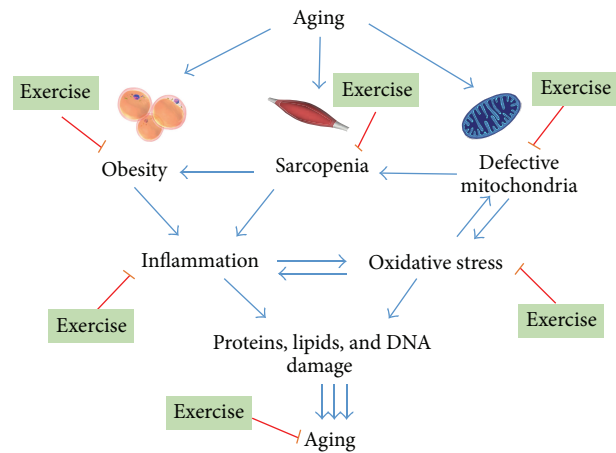 Aging
Exercise
Exercise
Exercise
Obesity
Sarcopenia
Defective
mitochondria
Inflammation
Oxidative stress
Exercise
Exercise
Proteins, lipids, and DNA
damage
Exercise
Aging